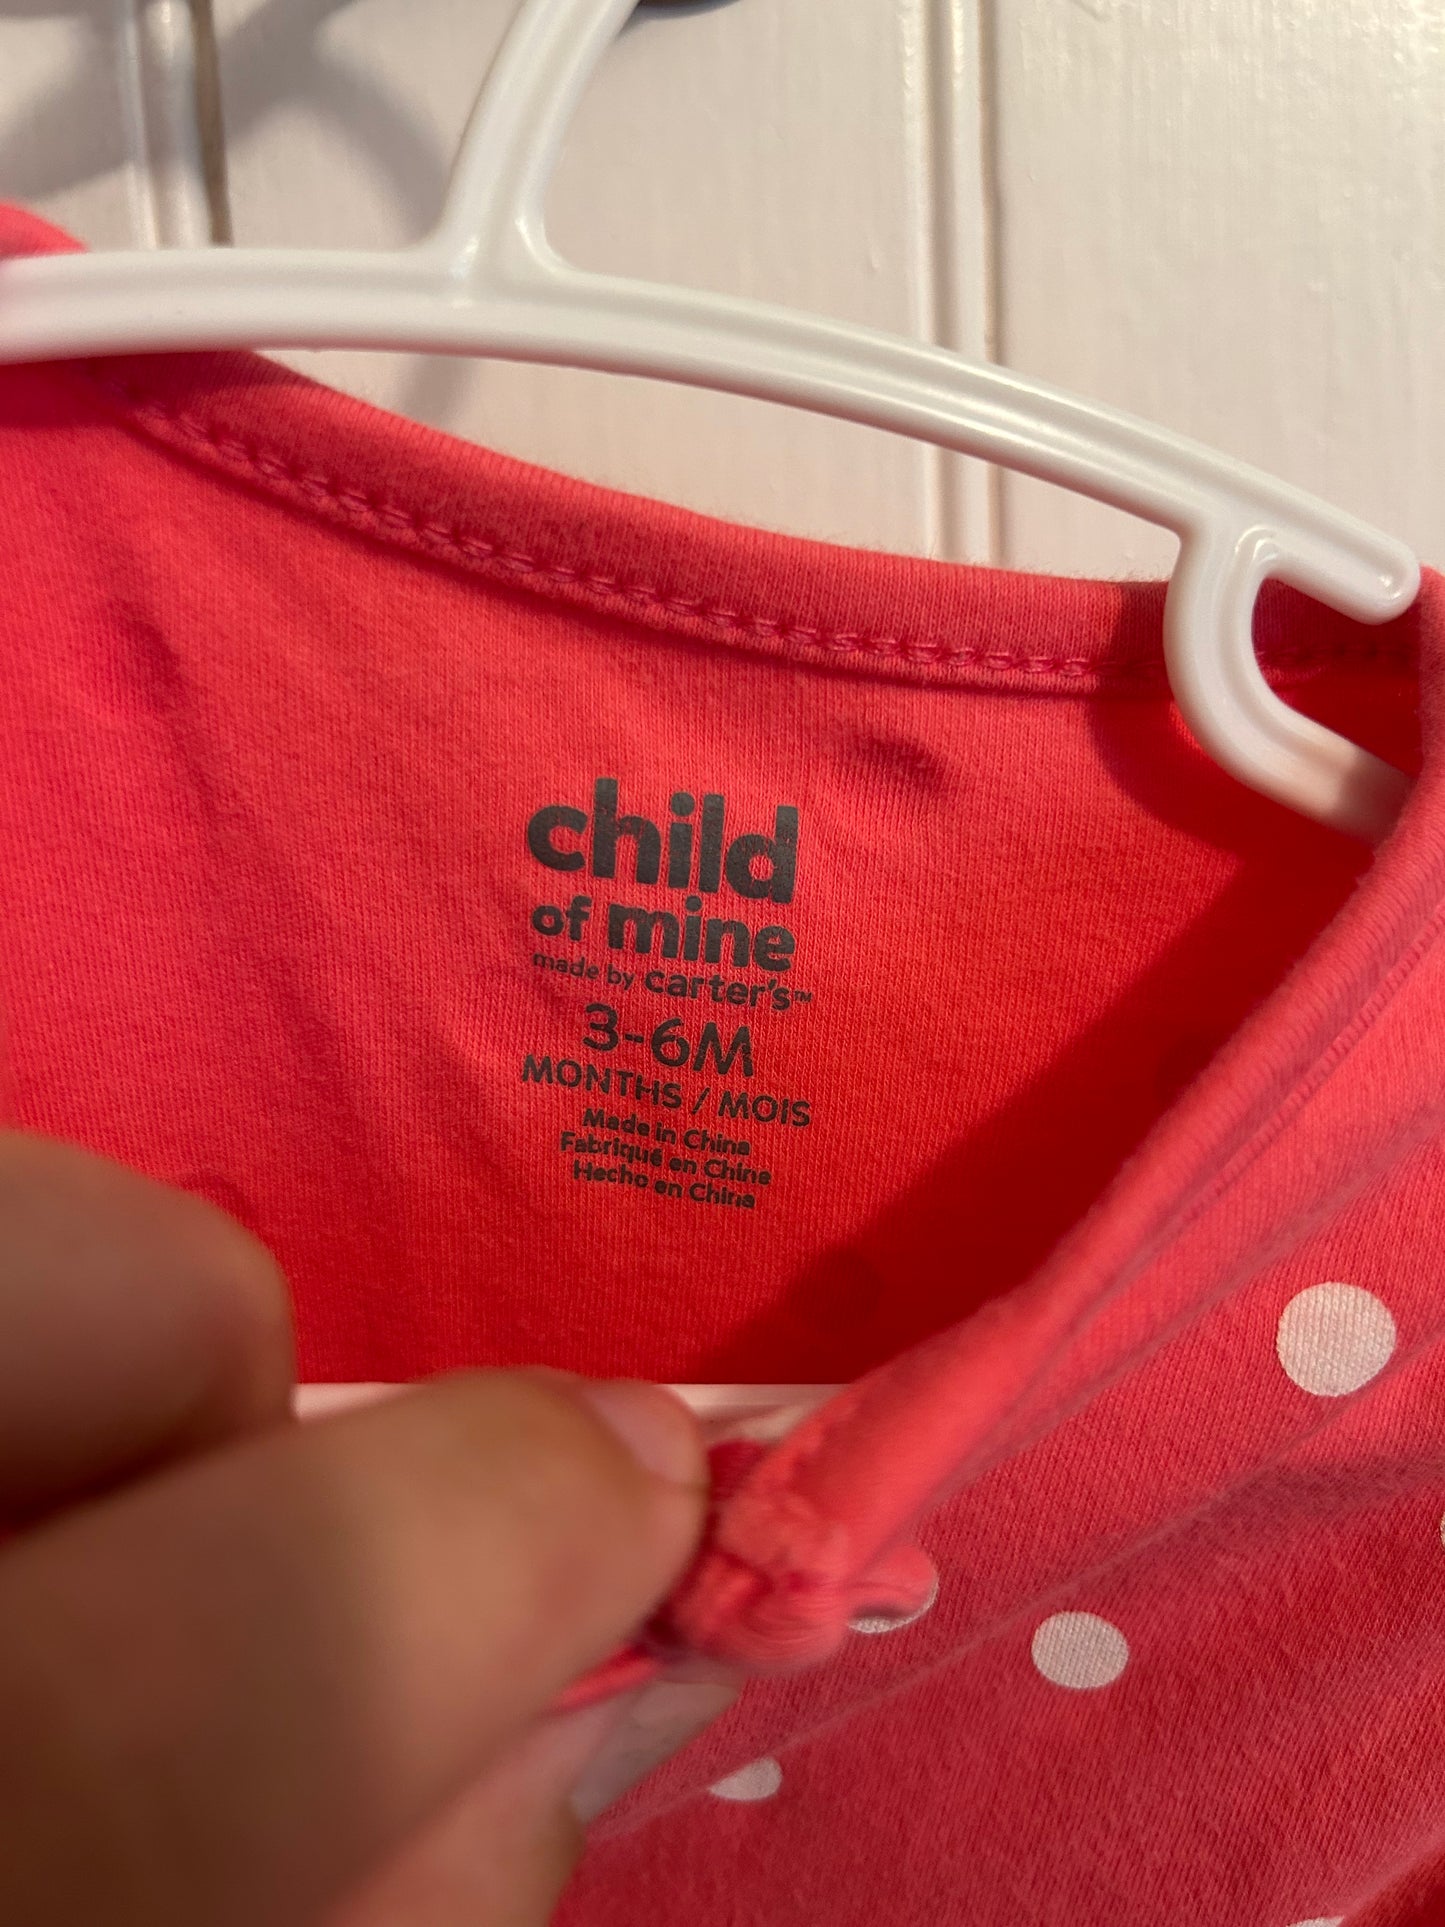 child
of mine
made by carter's™
3-6M
MONTHS / MOIS
Made in China
Fabriqué en Chine
Hecho en China